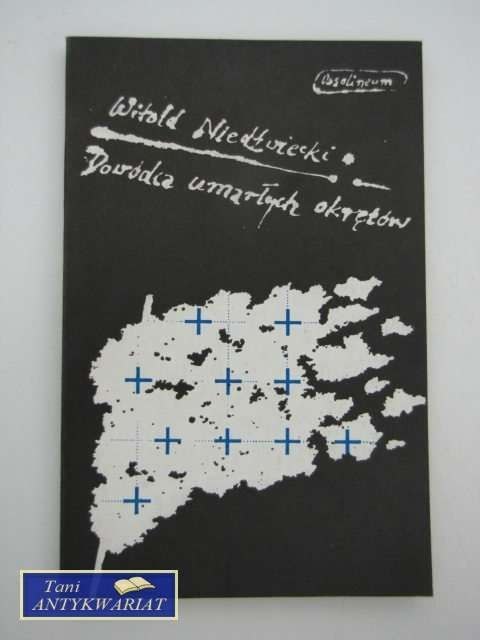 Ossolineum
Witold Niedźwiecki
Dowódca umarłych okrętów
Tani
ANTYKWARIAT